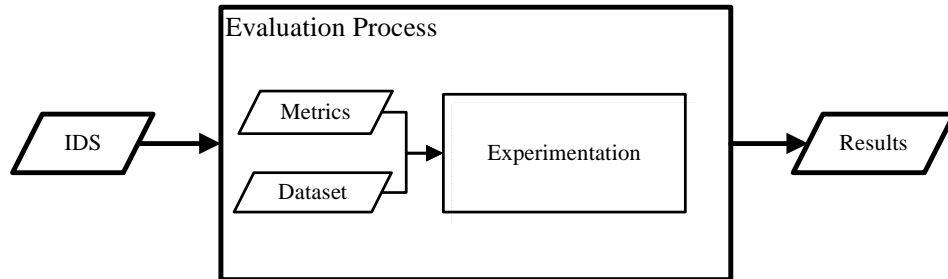 Evaluation Process
IDS
Metrics
Dataset
Experimentation
Results